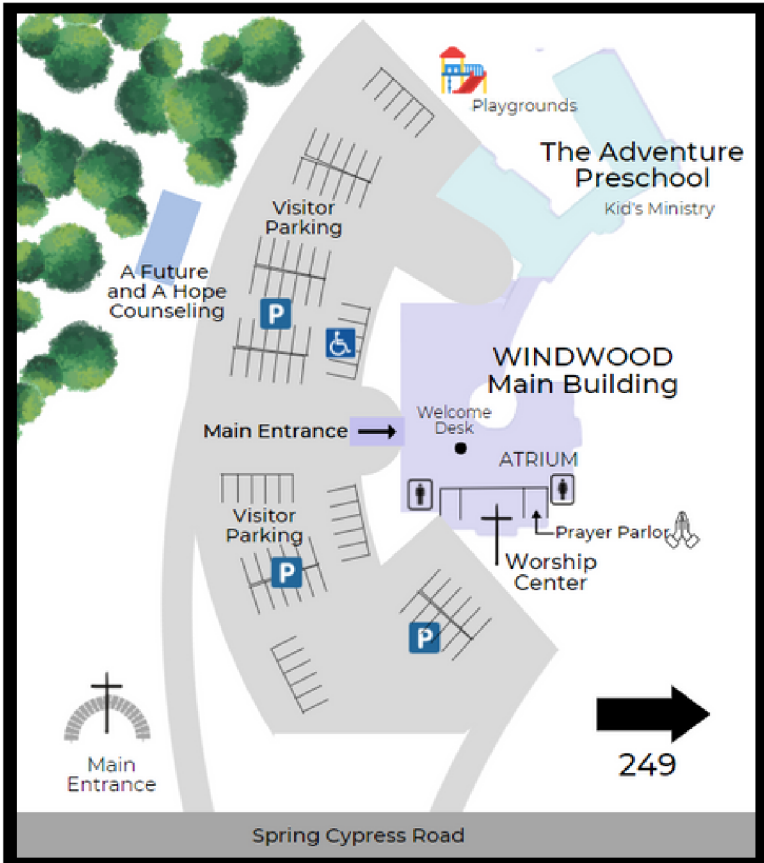 Playgrounds
The Adventure
Preschool
Kid's Ministry
Visitor
Parking
A Future
and A Hope
Counseling
P
WINDWOOD
Main Building
Welcome
Desk
Main Entrance
ATRIUM
Visitor
Parking
Prayer Parlor
P
Worship
Center
P
Main
Entrance
249
Spring Cypress Road